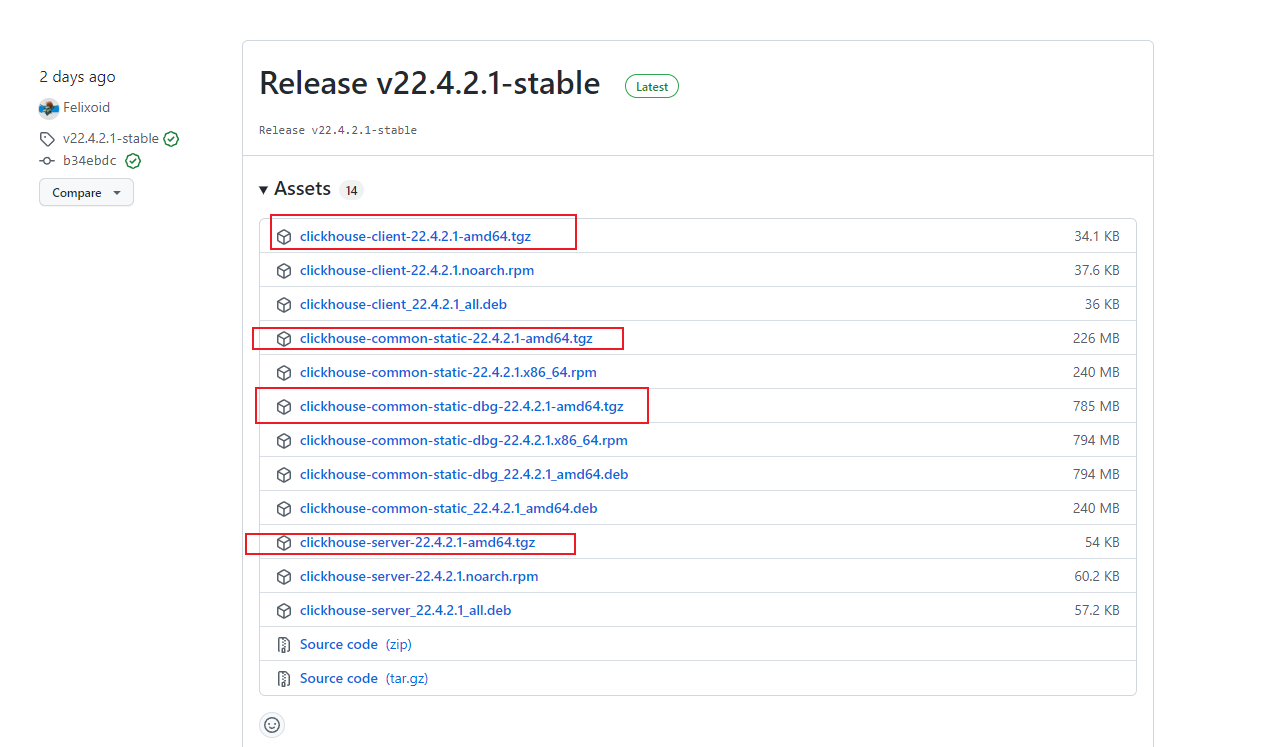 2 days ago
Felixoid
v22.4.2.1-stable
b34ebdc
Compare
Release v22.4.2.1-stable Latest
Release v22.4.2.1-stable
Assets 14
clickhouse-client-22.4.2.1-amd64.tgz 34.1 KB
clickhouse-client-22.4.2.1.noarch.rpm 37.6 KB
clickhouse-client_22.4.2.1_all.deb 36 KB
clickhouse-common-static-22.4.2.1-amd64.tgz 226 MB
clickhouse-common-static-22.4.2.1.x86_64.rpm 240 MB
clickhouse-common-static-dbg-22.4.2.1-amd64.tgz 785 MB
clickhouse-common-static-dbg-22.4.2.1.x86_64.rpm 794 MB
clickhouse-common-static-dbg_22.4.2.1_amd64.deb 794 MB
clickhouse-common-static_22.4.2.1_amd64.deb 240 MB
clickhouse-server-22.4.2.1-amd64.tgz 54 KB
clickhouse-server-22.4.2.1.noarch.rpm 60.2 KB
clickhouse-server_22.4.2.1_all.deb 57.2 KB
Source code (zip)
Source code (tar.gz)